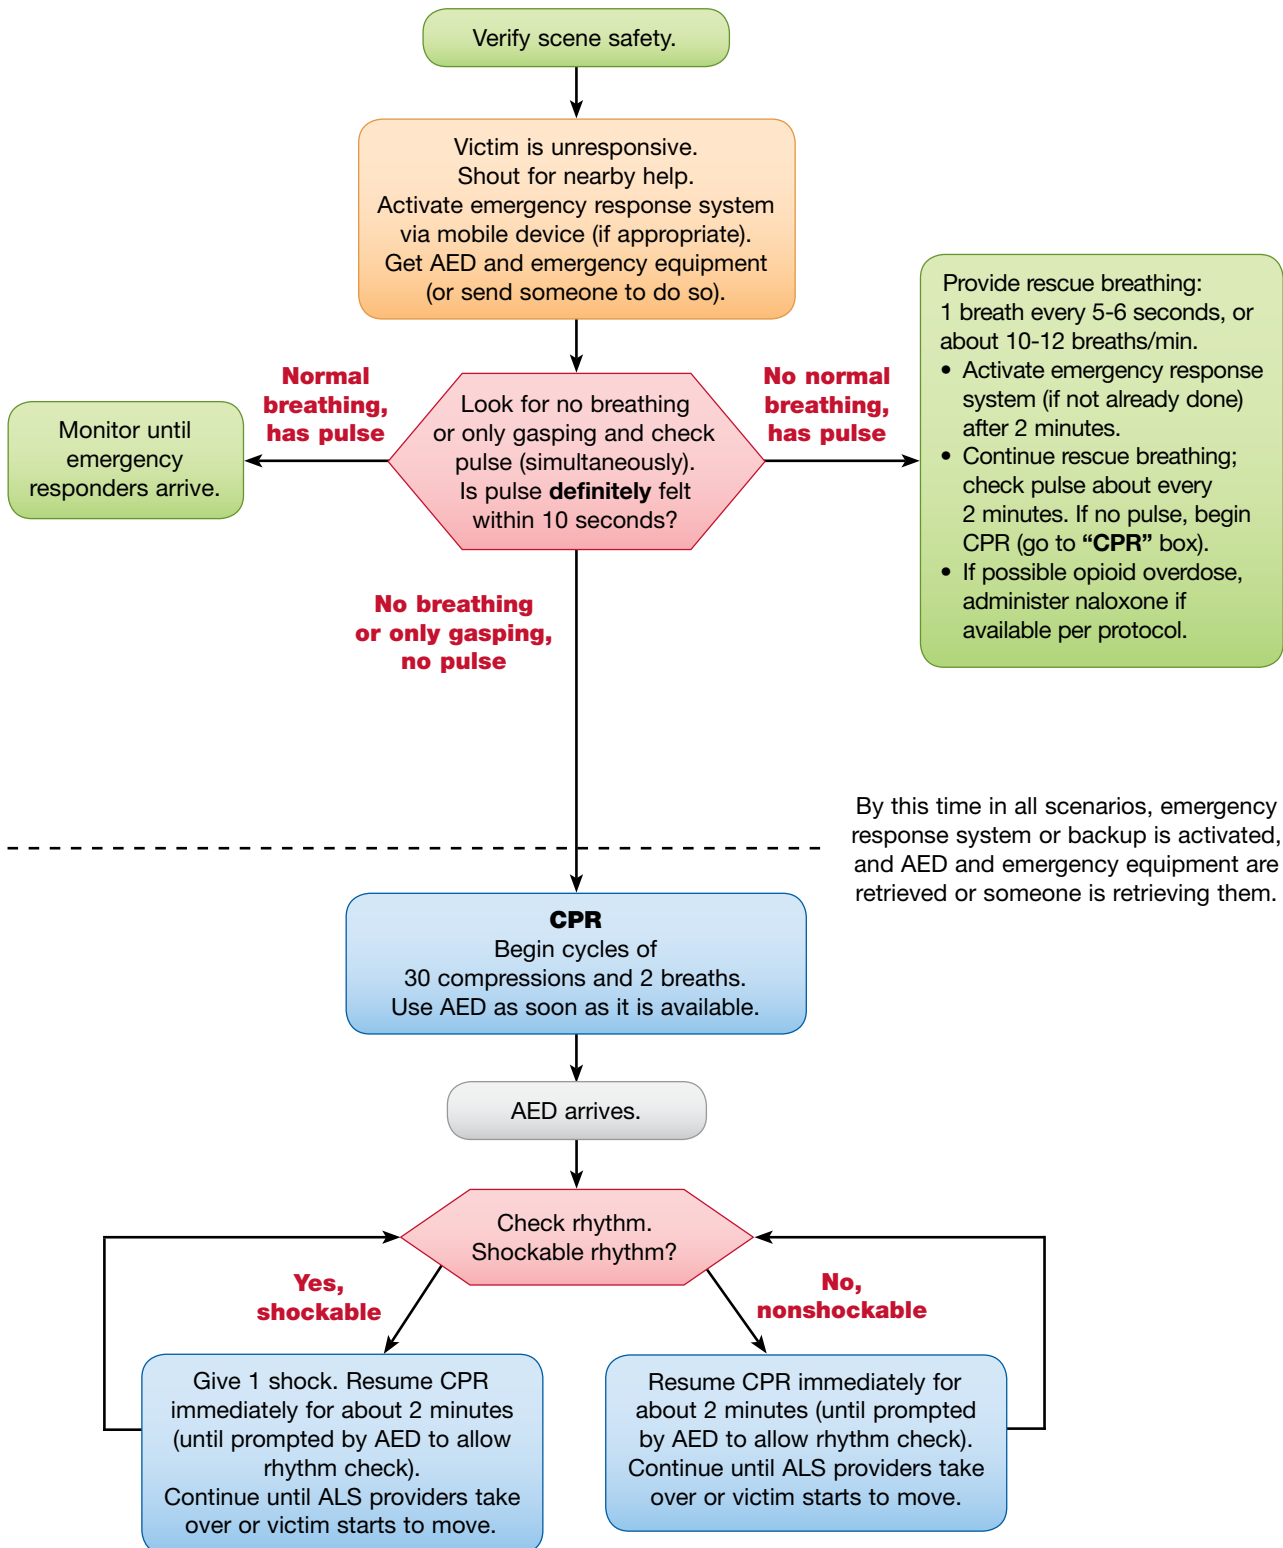 Verify scene safety.
Victim is unresponsive.
Shout for nearby help.
Activate emergency response system
via mobile device (if appropriate).
Get AED and emergency equipment
(or send someone to do so).
Normal
breathing,
has pulse
Monitor until
emergency
responders arrive.
Look for no breathing
or only gasping and check
pulse (simultaneously).
Is pulse definitely felt
within 10 seconds?
No normal
breathing,
has pulse
Provide rescue breathing:
1 breath every 5-6 seconds, or
about 10-12 breaths/min.
• Activate emergency response
system (if not already done)
after 2 minutes.
• Continue rescue breathing;
check pulse about every
2 minutes. If no pulse, begin
CPR (go to “CPR” box).
• If possible opioid overdose,
administer naloxone if
available per protocol.
No breathing
or only gasping,
no pulse
By this time in all scenarios, emergency
response system or backup is activated,
and AED and emergency equipment are
retrieved or someone is retrieving them.
CPR
Begin cycles of
30 compressions and 2 breaths.
Use AED as soon as it is available.
AED arrives.
Check rhythm.
Shockable rhythm?
Yes,
shockable
No,
nonshockable
Give 1 shock. Resume CPR
immediately for about 2 minutes
(until prompted by AED to allow
rhythm check).
Continue until ALS providers take
over or victim starts to move.
Resume CPR immediately for
about 2 minutes (until prompted
by AED to allow rhythm check).
Continue until ALS providers take
over or victim starts to move.